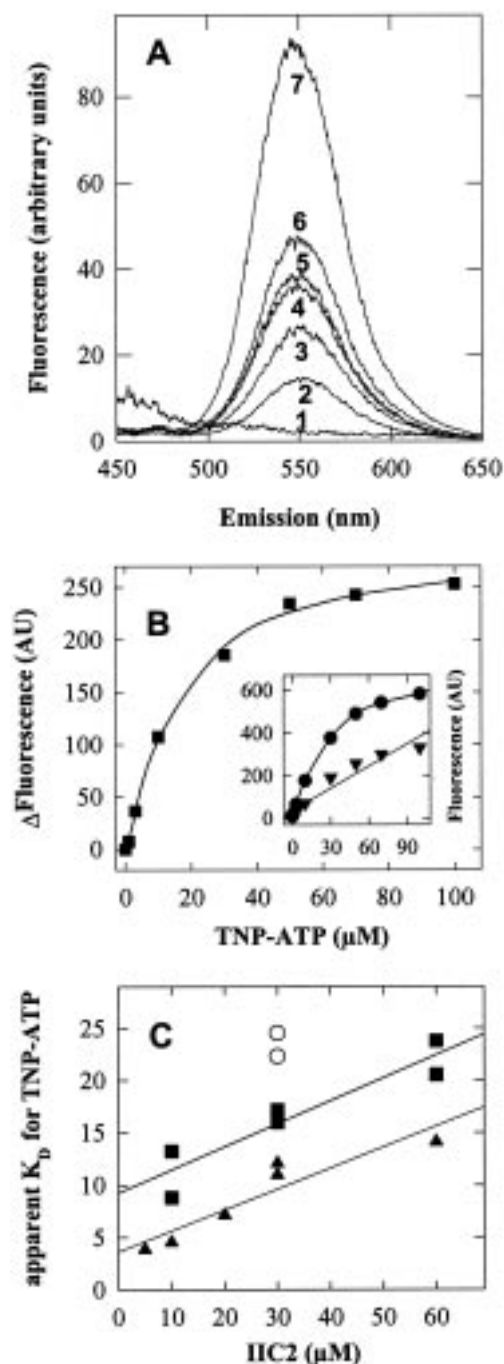 A
Fluorescence (arbitrary units)
80
60
40
20
0
7
6
5
4
3
2
1
450 500 550 600 650
Emission (nm)
B
ΔFluorescence (AU)
250
200
150
100
50
0
600
400
200
0
Fluorescence (AU)
0 30 60 90
0 20 40 60 80 100
TNP-ATP (µM)
C
apparent K_D for TNP-ATP
25
20
15
10
5
0
0 10 20 30 40 50 60
IIC2 (µM)